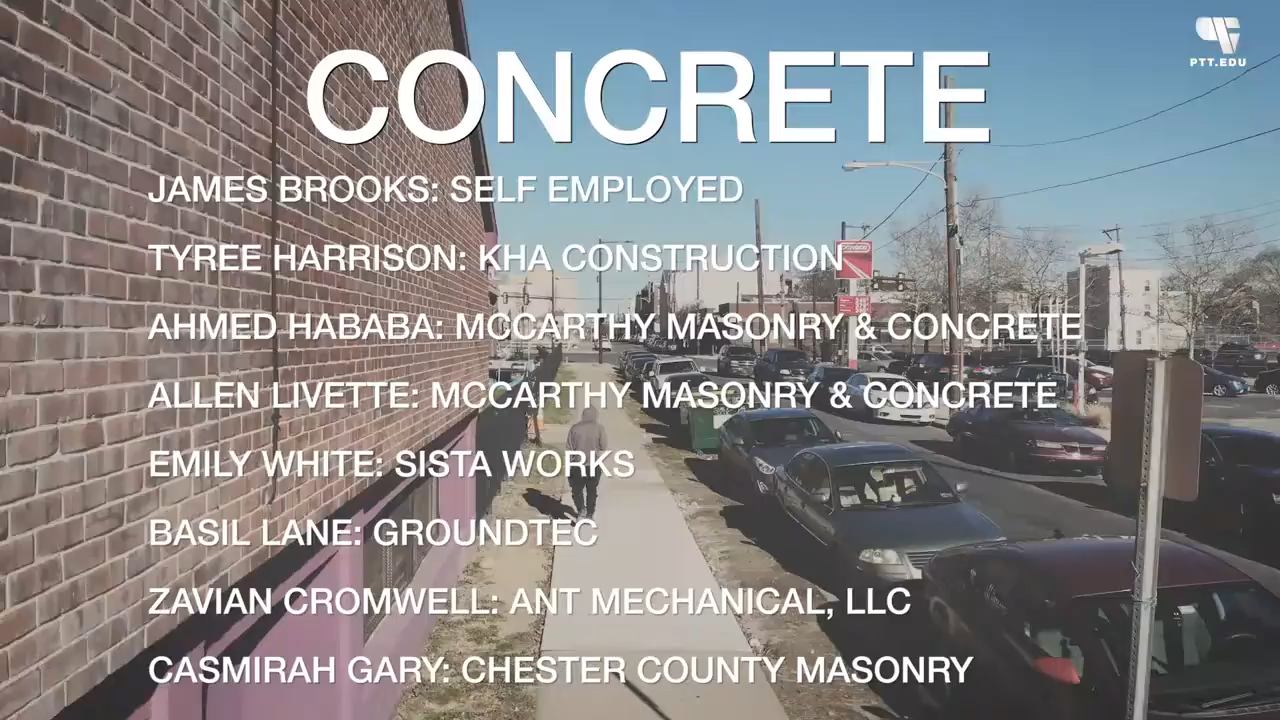 PTT.EDU
CONCRETE
JAMES BROOKS: SELF EMPLOYED
TYREE HARRISON: KHA CONSTRUCTION
AHMED HABABA: MCCARTHY MASONRY & CONCRETE
ALLEN LIVETTE: MCCARTHY MASONRY & CONCRETE
EMILY WHITE: SISTA WORKS
BASIL LANE: GROUNDTEC
ZAVIAN CROMWELL: ANT MECHANICAL, LLC
CASMIRAH GARY: CHESTER COUNTY MASONRY